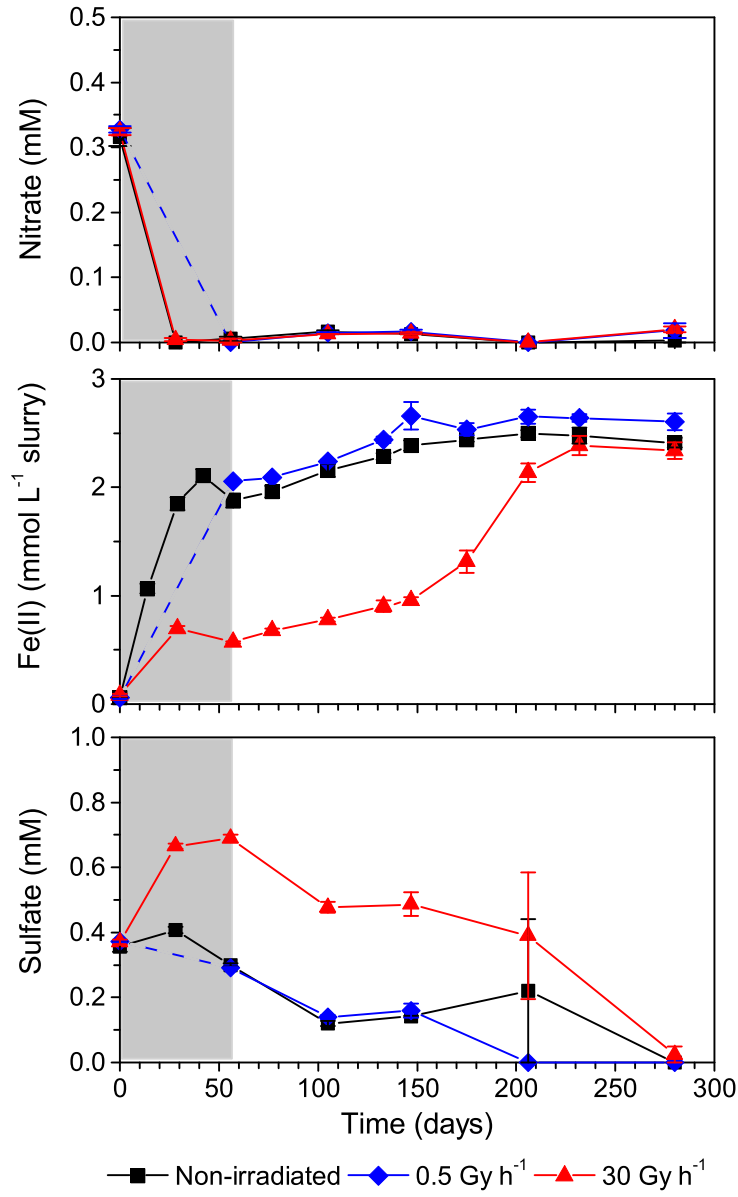 0.5
0.4
0.3
0.2
0.1
0.0
Nitrate (mM)
3
2
1
0
Fe(II) (mmol L⁻¹ slurry)
1.0
0.8
0.6
0.4
0.2
0.0
Sulfate (mM)
0 50 100 150 200 250 300
Time (days)
Non-irradiated 0.5 Gy h⁻¹ 30 Gy h⁻¹